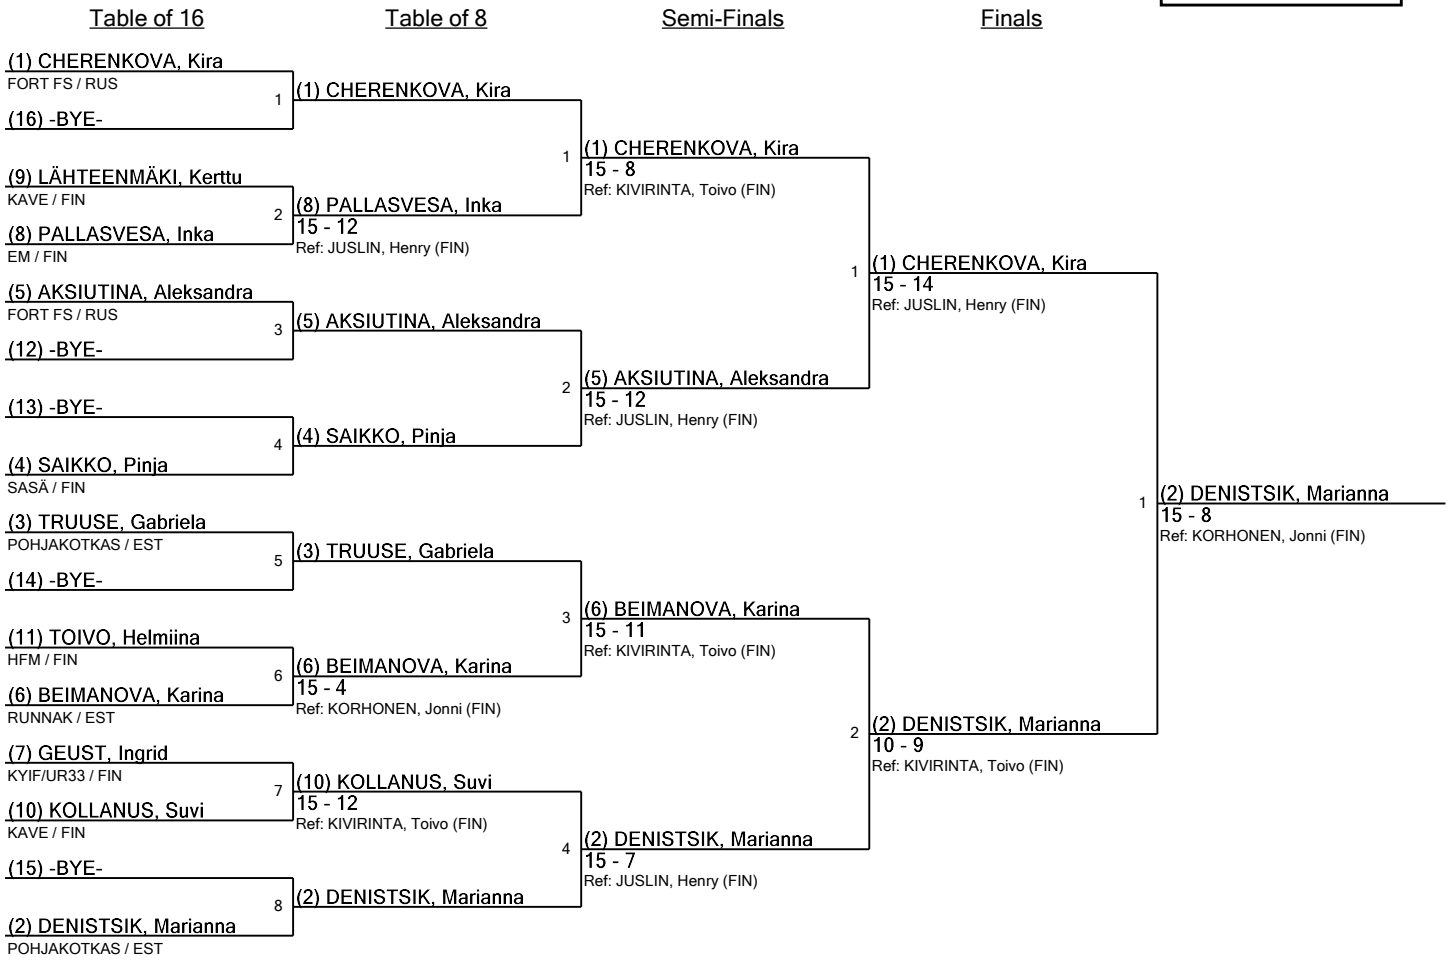 Table of 16
Table of 8
Semi-Finals
Finals
(1) CHERENKOVA, Kira
FORT FS / RUS
1
(16) -BYE-
(9) LÄHTEENMÄKI, Kerttu
KAVE / FIN
2
(8) PALLASVESA, Inka
EM / FIN
(5) AKSIUTINA, Aleksandra
FORT FS / RUS
3
(12) -BYE-
(13) -BYE-
4
(4) SAIKKO, Pinja
SASÄ / FIN
(3) TRUUSE, Gabriela
POHJAKOTKAS / EST
5
(14) -BYE-
(11) TOIVO, Helmiina
HFM / FIN
6
(6) BEIMANOVA, Karina
RUNNAK / EST
(7) GEUST, Ingrid
KYIF/UR33 / FIN
7
(10) KOLLANUS, Suvi
KAVE / FIN
(15) -BYE-
8
(2) DENISTSIK, Marianna
POHJAKOTKAS / EST
(1) CHERENKOVA, Kira
1
(8) PALLASVESA, Inka
15 - 12
Ref: JUSLIN, Henry (FIN)
(5) AKSIUTINA, Aleksandra
2
(4) SAIKKO, Pinja
(3) TRUUSE, Gabriela
3
(6) BEIMANOVA, Karina
15 - 4
Ref: KORHONEN, Jonni (FIN)
(10) KOLLANUS, Suvi
15 - 12
Ref: KIVIRINTA, Toivo (FIN)
4
(2) DENISTSIK, Marianna
(1) CHERENKOVA, Kira
15 - 8
Ref: KIVIRINTA, Toivo (FIN)
1
(5) AKSIUTINA, Aleksandra
15 - 12
Ref: JUSLIN, Henry (FIN)
(6) BEIMANOVA, Karina
15 - 11
Ref: KIVIRINTA, Toivo (FIN)
2
(2) DENISTSIK, Marianna
15 - 7
Ref: JUSLIN, Henry (FIN)
(1) CHERENKOVA, Kira
15 - 14
Ref: JUSLIN, Henry (FIN)
1
(2) DENISTSIK, Marianna
10 - 9
Ref: KIVIRINTA, Toivo (FIN)
(2) DENISTSIK, Marianna
15 - 8
Ref: KORHONEN, Jonni (FIN)